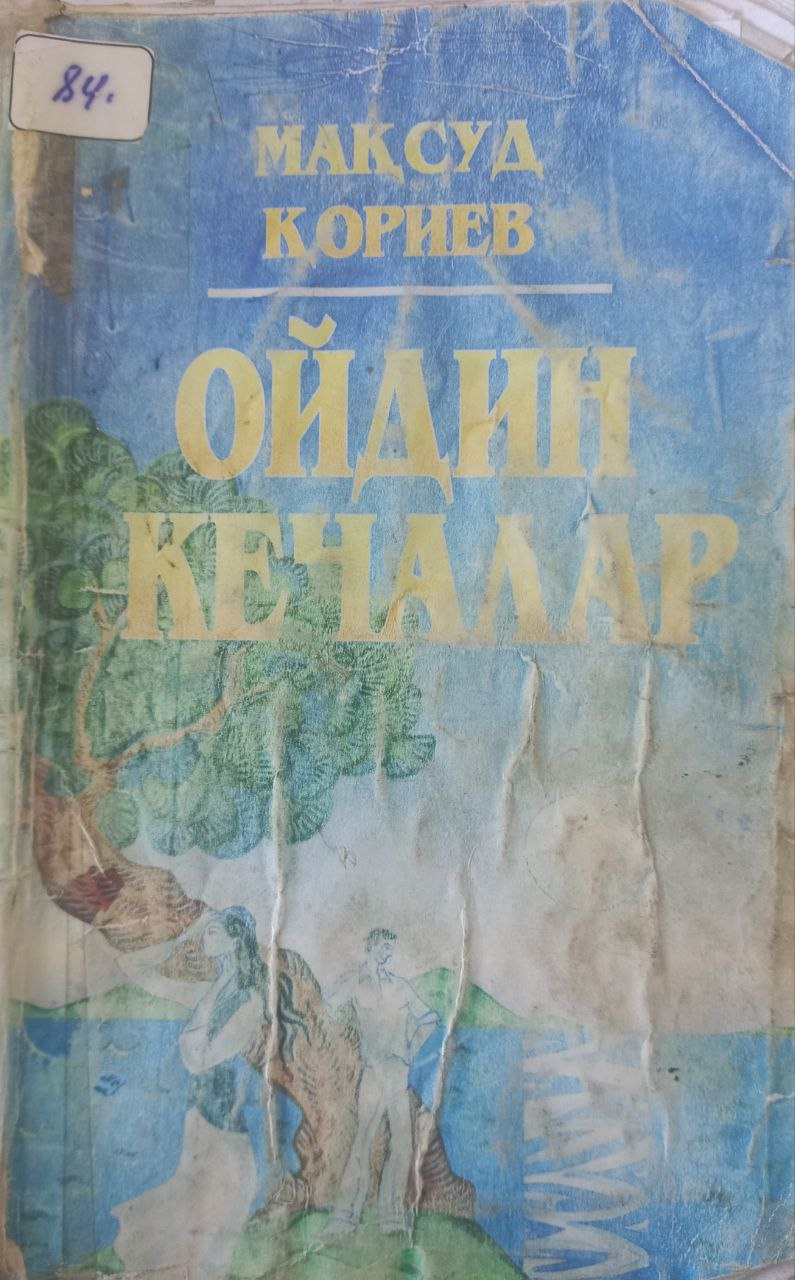 84.
МАҚСУД
ҚОРИЕВ
ОЙДИН
КЕЧАЛАР